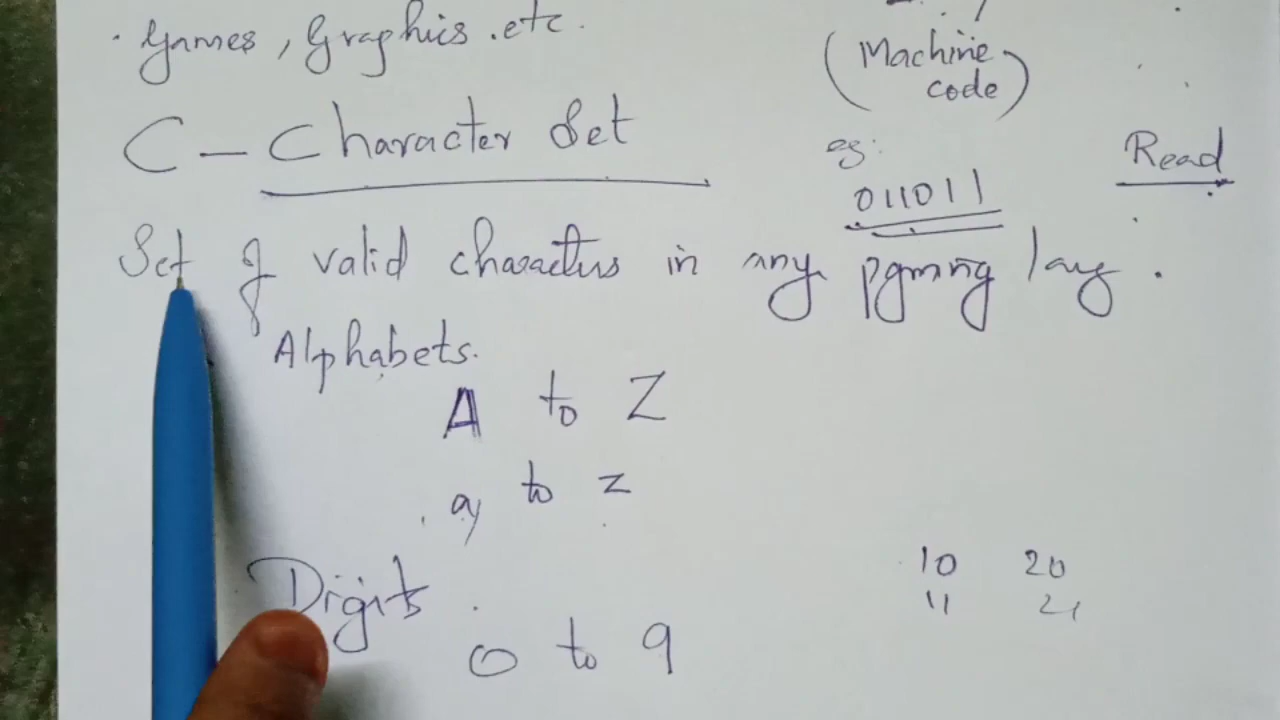 . Games, Graphics .etc.
(Machine code)
C - Character Set
eg:
011011
Read
Set of valid characters in any pgmng lang .
Alphabets.
A to Z
a to z
Digits
0 to 9
10 20
11 21